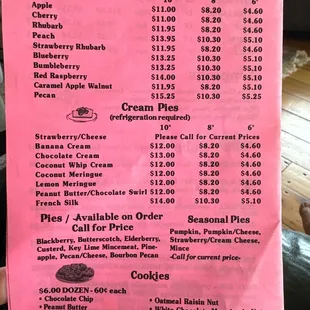 10" 8" 6"
Apple $11.00 $8.20 $4.60
Cherry $11.00 $8.20 $4.60
Rhubarb $11.95 $8.20 $4.60
Peach $13.95 $10.30 $5.10
Strawberry Rhubarb $11.95 $8.20 $4.60
Blueberry $13.25 $10.30 $5.10
Bumbleberry $13.25 $10.30 $5.10
Red Raspberry $14.00 $10.30 $5.10
Caramel Apple Walnut $11.95 $8.20 $4.60
Pecan $15.25 $10.30 $5.25
Cream Pies
(refrigeration required)
10" 8" 6"
Strawberry/Cheese Please Call for Current Prices
Banana Cream $12.00 $8.20 $4.60
Chocolate Cream $13.00 $8.20 $4.60
Coconut Whip Cream $12.00 $8.20 $4.60
Coconut Meringue $12.00 $8.20 $4.60
Lemon Meringue $12.00 $8.20 $4.60
Peanut Butter/Chocolate Swirl $12.00 $8.20 $4.60
French Silk $14.00 $10.30 $5.10
Pies / Available on Order
Call for Price
Blackberry, Butterscotch, Elderberry,
Custerd, Key Lime Mincemeat, Pine-
apple, Pecan/Cheese, Bourbon Pecan
Seasonal Pies
Pumpkin, Pumpkin/Cheese,
Strawberry/Cream Cheese,
Mince
-Call for current price-
Cookies
$6.00 DOZEN - 60¢ each
• Chocolate Chip
• Peanut Butter
• Oatmeal Raisin Nut
• White Chocolate